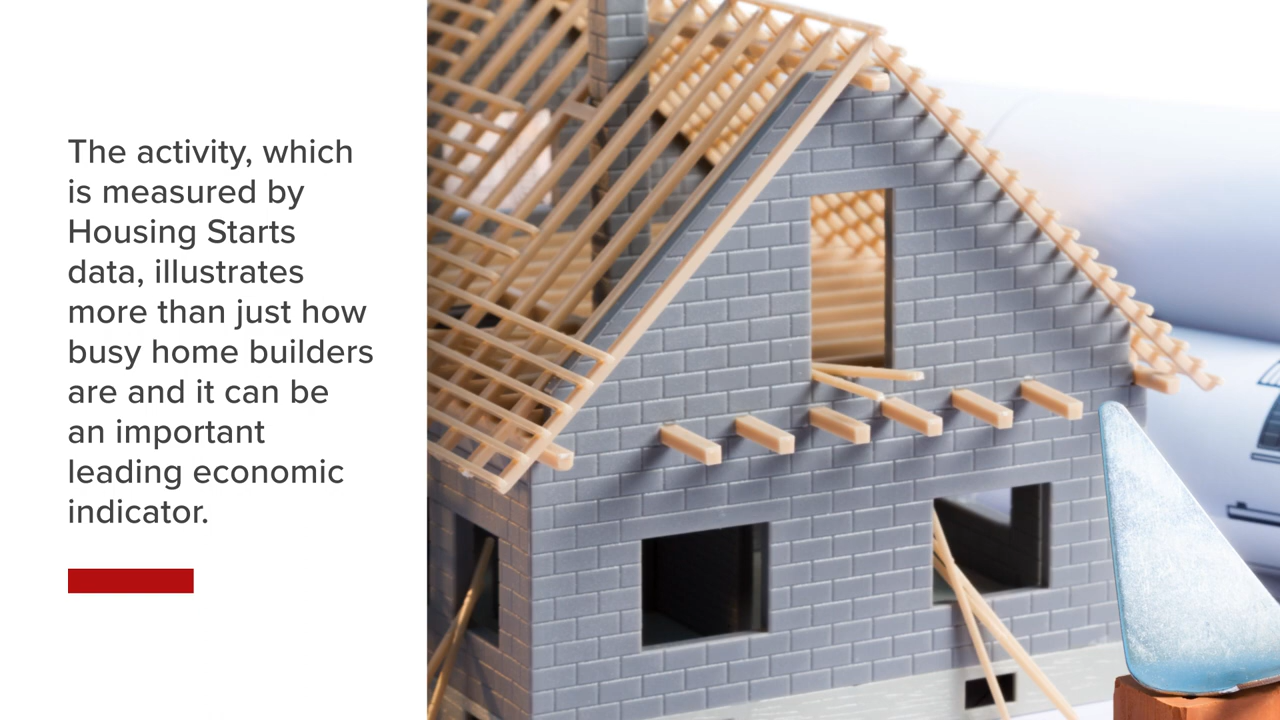 The activity, which
is measured by
Housing Starts
data, illustrates
more than just how
busy home builders
are and it can be
an important
leading economic
indicator.